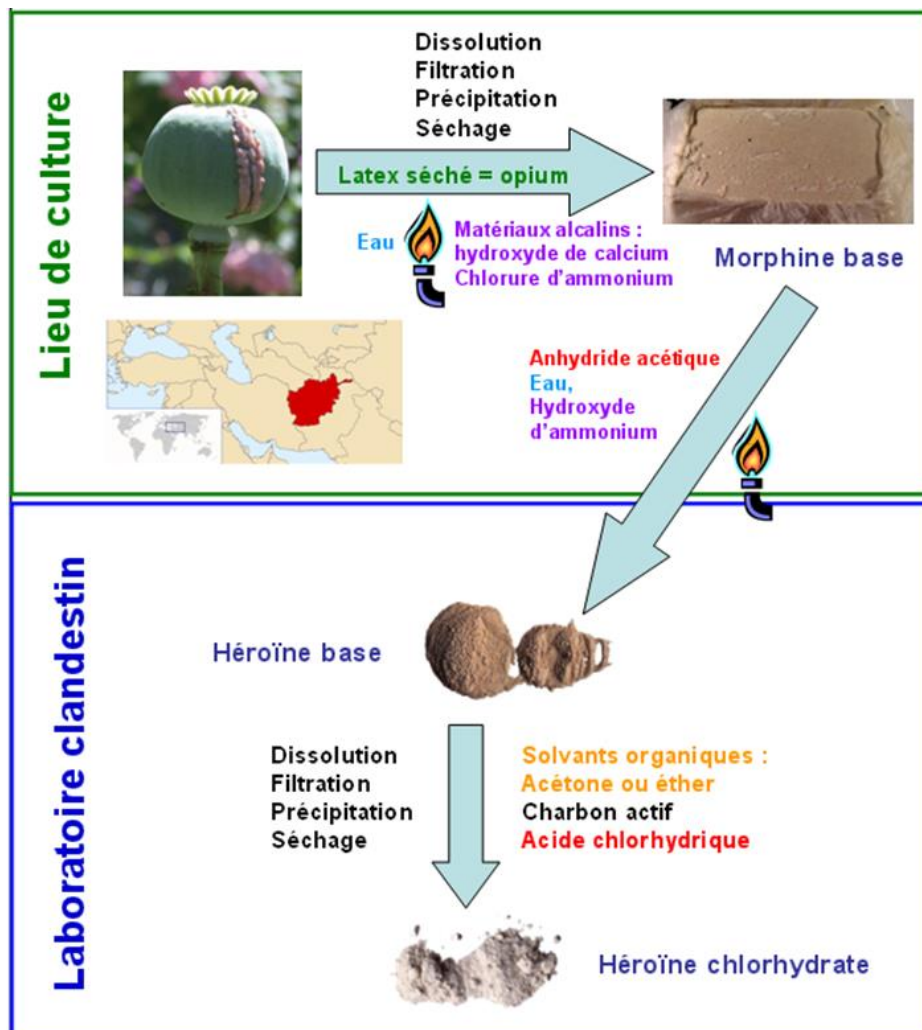 Lieu de culture
Dissolution
Filtration
Précipitation
Séchage
Latex séché = opium
Eau
Matériaux alcalins :
hydroxyde de calcium
Chlorure d'ammonium
Morphine base
Anhydride acétique
Eau,
Hydroxyde
d'ammonium
Laboratoire clandestin
Héroïne base
Dissolution
Filtration
Précipitation
Séchage
Solvants organiques :
Acétone ou éther
Charbon actif
Acide chlorhydrique
Héroïne chlorhydrate